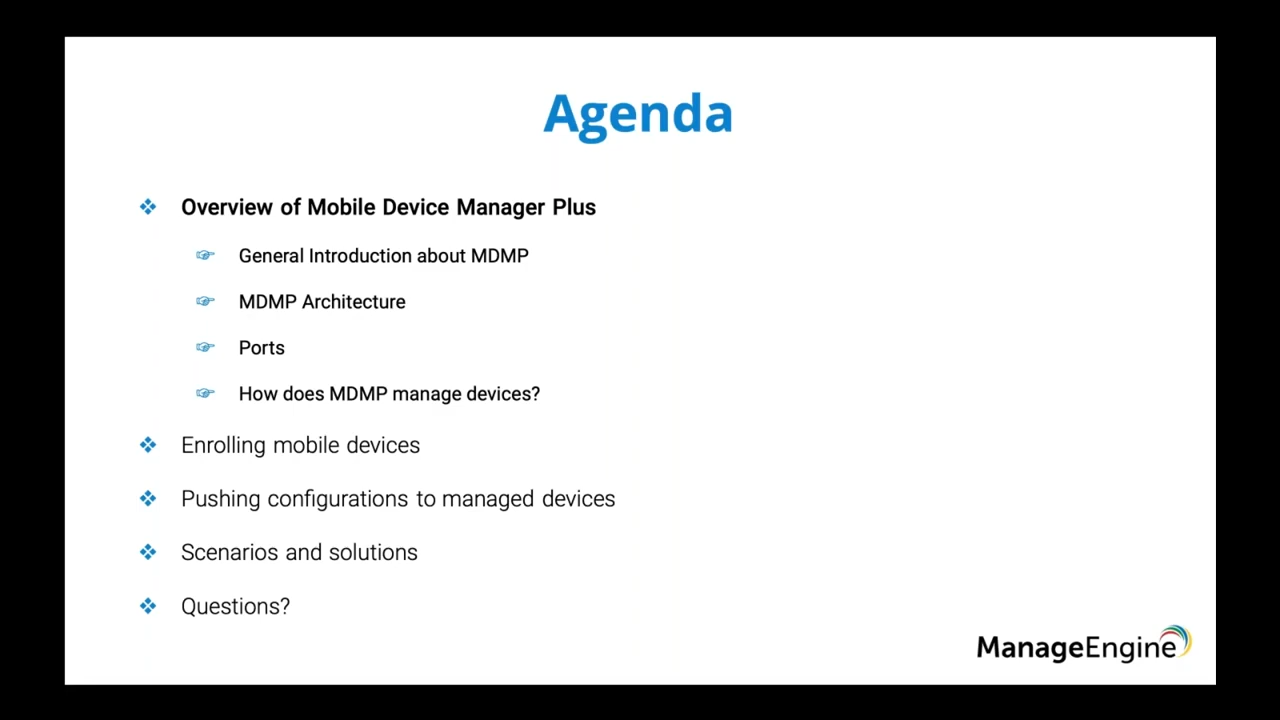 Agenda
Overview of Mobile Device Manager Plus
General Introduction about MDMP
MDMP Architecture
Ports
How does MDMP manage devices?
Enrolling mobile devices
Pushing configurations to managed devices
Scenarios and solutions
Questions?
ManageEngine